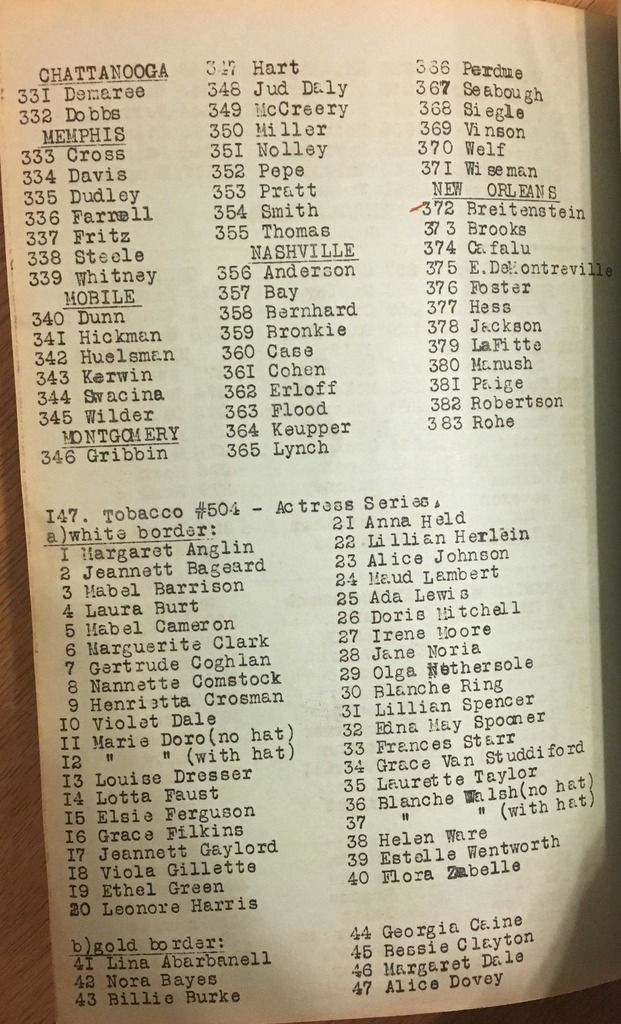 CHATTANOOGA
331 Demaree
332 Dobbs
MEMPHIS
333 Cross
334 Davis
335 Dudley
336 Farrell
337 Fritz
338 Steele
339 Whitney
MOBILE
340 Dunn
341 Hickman
342 Huelsman
343 Kerwin
344 Swacina
345 Wilder
MONTGOMERY
346 Gribbin
347 Hart
348 Jud Daly
349 McCreery
350 Miller
351 Nolley
352 Pepe
353 Pratt
354 Smith
355 Thomas
NASHVILLE
356 Anderson
357 Bay
358 Bernhard
359 Bronkie
360 Case
361 Cohen
362 Erloff
363 Flood
364 Keupper
365 Lynch
366 Perdue
367 Seabough
368 Siegle
369 Vinson
370 Welf
371 Wiseman
NEW ORLEANS
372 Breitenstein
373 Brooks
374 Cafalu
375 E.DeMontreville
376 Foster
377 Hess
378 Jackson
379 LaFitte
380 Manush
381 Paige
382 Robertson
383 Rohe
147. Tobacco #504 - Actress Series.
a)white border:
1 Margaret Anglin
2 Jeannett Bageard
3 Mabel Barrison
4 Laura Burt
5 Mabel Cameron
6 Marguerite Clark
7 Gertrude Coghlan
8 Nannette Comstock
9 Henrietta Crosman
10 Violet Dale
11 Marie Doro(no hat)
12 " " (with hat)
13 Louise Dresser
14 Lotta Faust
15 Elsie Ferguson
16 Grace Filkins
17 Jeannett Gaylord
18 Viola Gillette
19 Ethel Green
20 Leonore Harris
21 Anna Held
22 Lillian Herlein
23 Alice Johnson
24 Maud Lambert
25 Ada Lewis
26 Doris Mitchell
27 Irene Moore
28 Jane Noria
29 Olga Nethersole
30 Blanche Ring
31 Lillian Spencer
32 Edna May Spooner
33 Frances Starr
34 Grace Van Studdiford
35 Laurette Taylor
36 Blanche Walsh(no hat)
37 " " (with hat)
38 Helen Ware
39 Estelle Wentworth
40 Flora Zabelle
b)gold border:
41 Lina Abarbanell
42 Nora Bayes
43 Billie Burke
44 Georgia Caine
45 Bessie Clayton
46 Margaret Dale
47 Alice Dovey